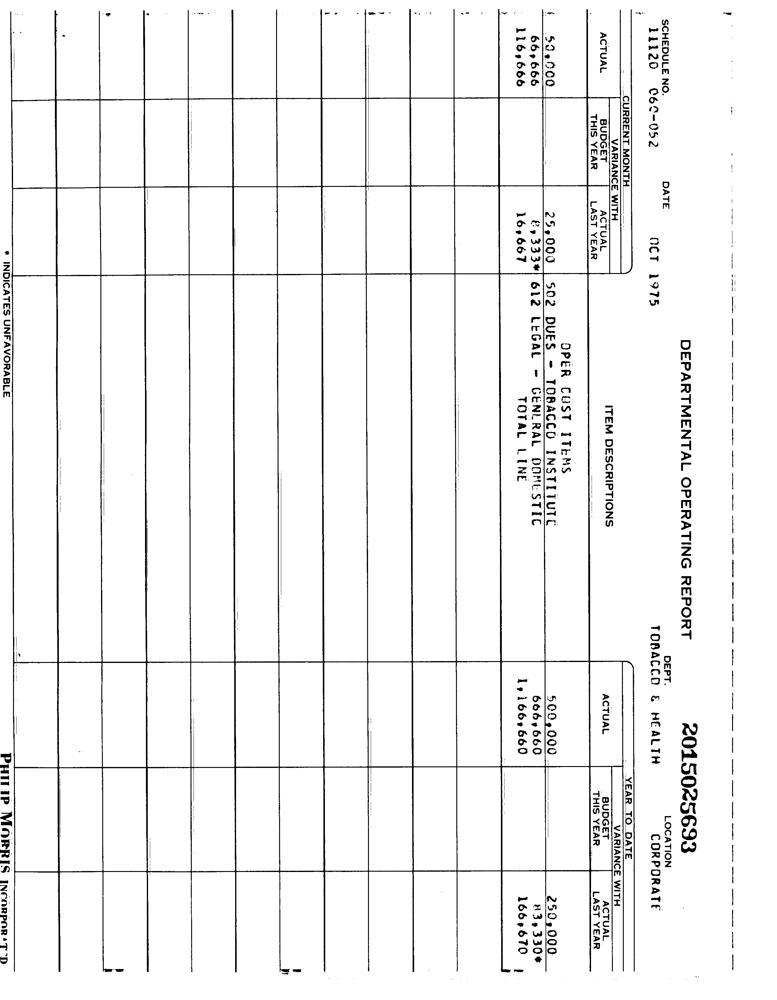 DEPARTMENTAL OPERATING REPORT 2015025693
SCHEDULE NO. DATE DEPT. LOCATION
11120 060-052 OCT 1975 TOBACCO & HEALTH CORPORATE
CURRENT MONTH YEAR TO DATE
VARIANCE WITH VARIANCE WITH
ACTUAL BUDGET THIS YEAR ACTUAL LAST YEAR ITEM DESCRIPTIONS ACTUAL BUDGET THIS YEAR ACTUAL LAST YEAR
OPER COST ITEMS
50,000 25,000 502 DUES - TOBACCO INSTITUTE 500,000 250,000
66,666 8,333* 612 LEGAL - GENERAL DOMESTIC 666,660 83,330*
116,666 16,667 TOTAL LINE 1,166,660 166,670
* INDICATES UNFAVORABLE PHILIP MORRIS INCORPORATED